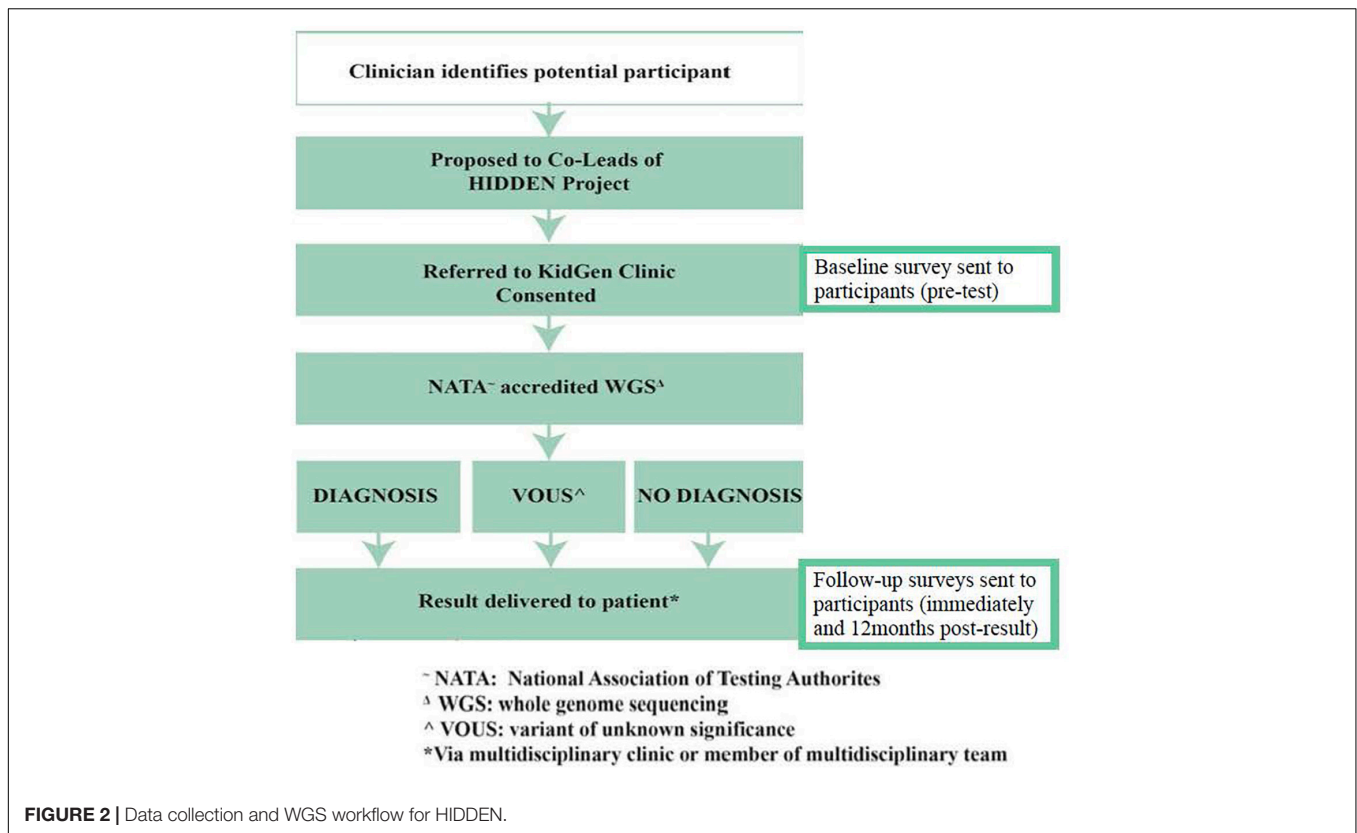 Clinician identifies potential participant
Proposed to Co-Leads of
HIDDEN Project
Referred to KidGen Clinic
Consented
Baseline survey sent to
participants (pre-test)
NATA~ accredited WGSᐞ
DIAGNOSIS
VOUS^
NO DIAGNOSIS
Result delivered to patient*
Follow-up surveys sent to
participants (immediately
and 12months post-result)
~ NATA: National Association of Testing Authorites
ᐞ WGS: whole genome sequencing
^ VOUS: variant of unknown significance
*Via multidisciplinary clinic or member of multidisciplinary team
FIGURE 2 | Data collection and WGS workflow for HIDDEN.